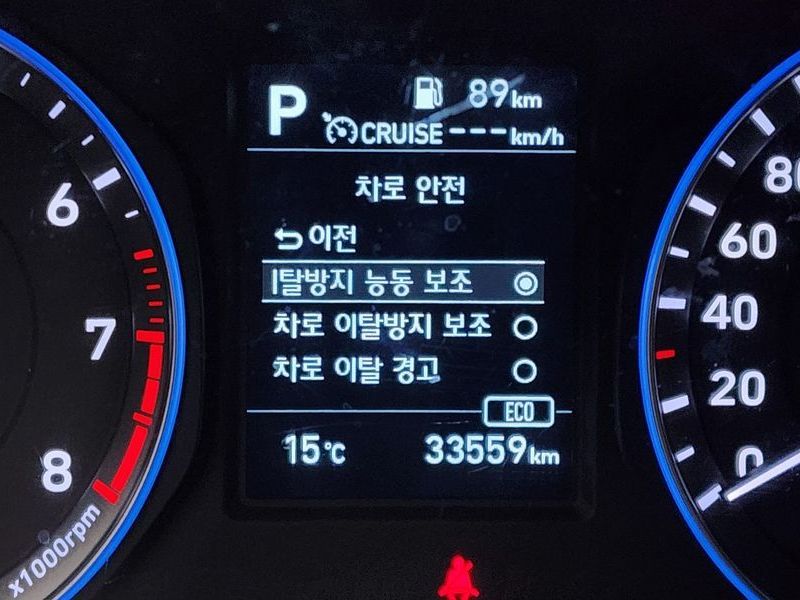 P 89km
CRUISE ---km/h
차로 안전
이전
이탈방지 능동 보조
차로 이탈방지 보조
차로 이탈 경고
ECO
15℃ 33559km
6
7
8
x1000rpm
80
60
40
20
0